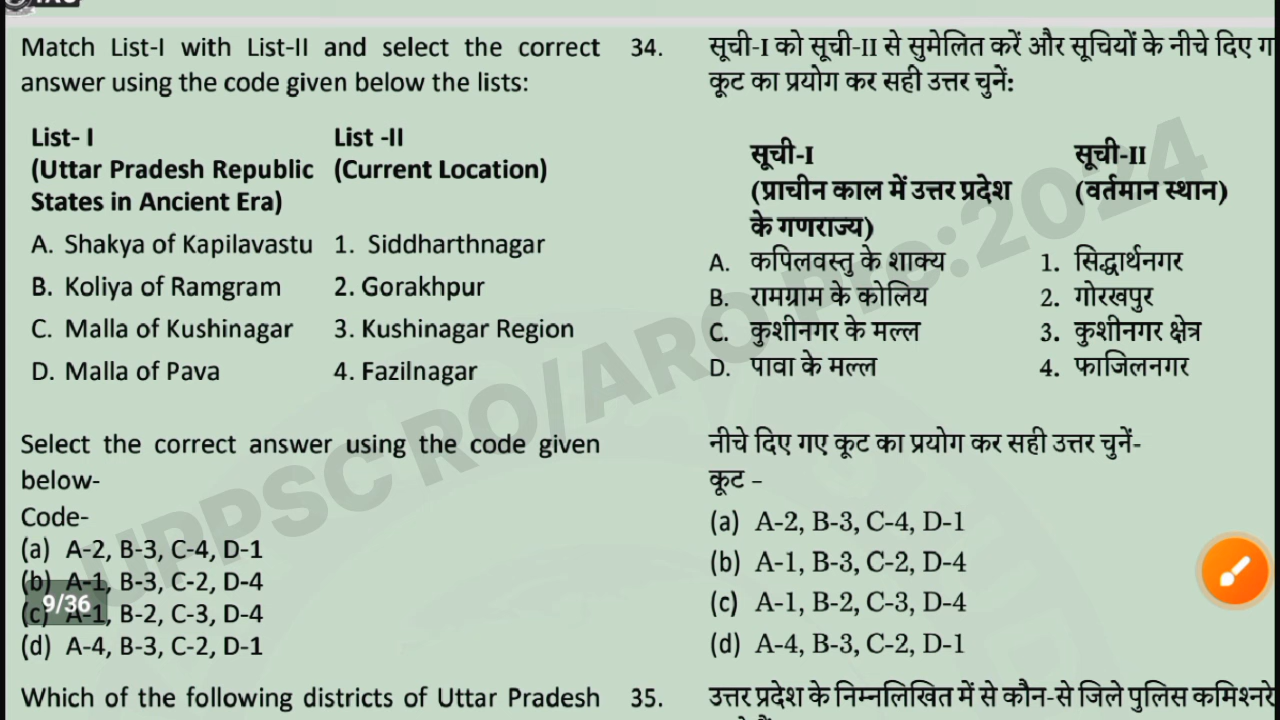 Match List-I with List-II and select the correct
answer using the code given below the lists:
List- I List -II
(Uttar Pradesh Republic (Current Location)
States in Ancient Era)
A. Shakya of Kapilavastu 1. Siddharthnagar
B. Koliya of Ramgram 2. Gorakhpur
C. Malla of Kushinagar 3. Kushinagar Region
D. Malla of Pava 4. Fazilnagar
Select the correct answer using the code given
below-
Code-
(a) A-2, B-3, C-4, D-1
(b) A-1, B-3, C-2, D-4
(c) A-1, B-2, C-3, D-4
(d) A-4, B-3, C-2, D-1
Which of the following districts of Uttar Pradesh
9/36
34. सूची-I को सूची-II से सुमेलित करें और सूचियों के नीचे दिए
कूट का प्रयोग कर सही उत्तर चुनें:
सूची-I सूची-II
(प्राचीन काल में उत्तर प्रदेश (वर्तमान स्थान)
के गणराज्य)
A. कपिलवस्तु के शाक्य 1. सिद्धार्थनगर
B. रामग्राम के कोलिय 2. गोरखपुर
C. कुशीनगर के मल्ल 3. कुशीनगर क्षेत्र
D. पावा के मल्ल 4. फाजिलनगर
नीचे दिए गए कूट का प्रयोग कर सही उत्तर चुनें-
कूट –
(a) A-2, B-3, C-4, D-1
(b) A-1, B-3, C-2, D-4
(c) A-1, B-2, C-3, D-4
(d) A-4, B-3, C-2, D-1
35. उत्तर प्रदेश के निम्नलिखित में से कौन-से जिले पुलिस
UPPSC RO/ARO Pre:2024